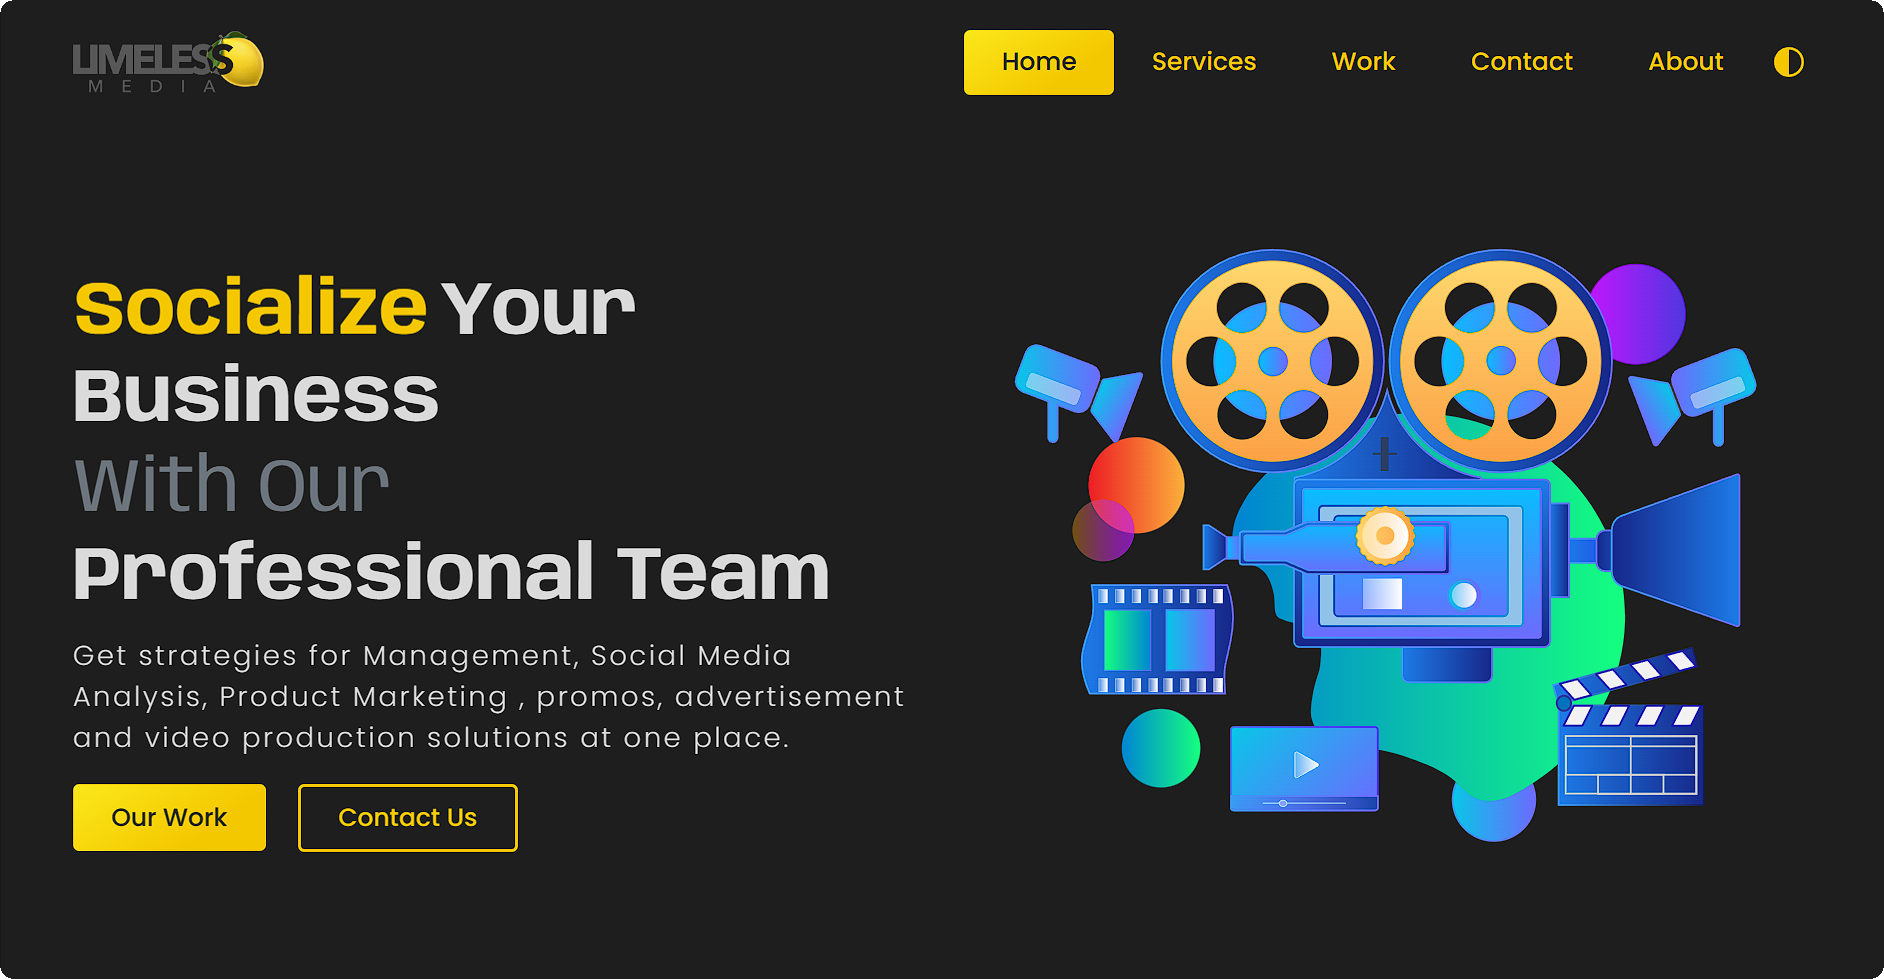 LIMELESS
MEDIA
Home
Services
Work
Contact
About
Socialize Your
Business
With Our
Professional Team
Get strategies for Management, Social Media
Analysis, Product Marketing , promos, advertisement
and video production solutions at one place.
Our Work
Contact Us